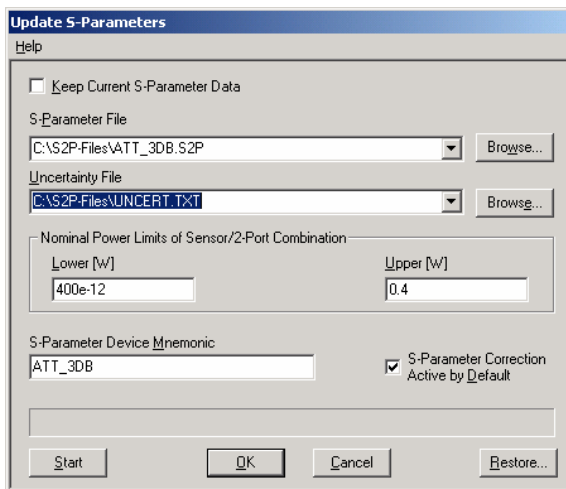 Update S-Parameters
Help
Keep Current S-Parameter Data
S-Parameter File
C:\S2P-Files\ATT_3DB.S2P
Browse...
Uncertainty File
C:\S2P-Files\UNCERT.TXT
Browse...
Nominal Power Limits of Sensor/2-Port Combination
Lower [W]
Upper [W]
400e-12
0.4
S-Parameter Device Mnemonic
ATT_3DB
S-Parameter Correction
Active by Default
Start
OK
Cancel
Restore...